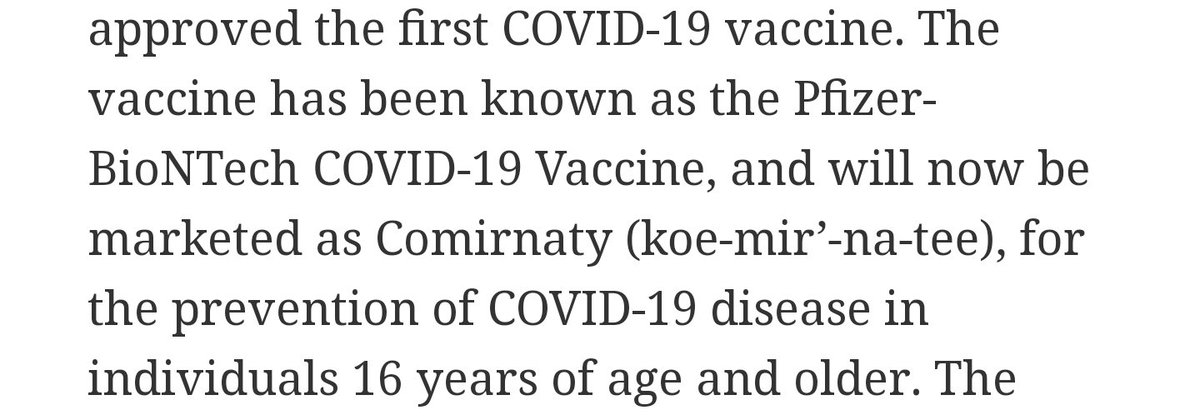 approved the first COVID-19 vaccine. The
vaccine has been known as the Pfizer-
BioNTech COVID-19 Vaccine, and will now be
marketed as Comirnaty (koe-mir’-na-tee), for
the prevention of COVID-19 disease in
individuals 16 years of age and older. The